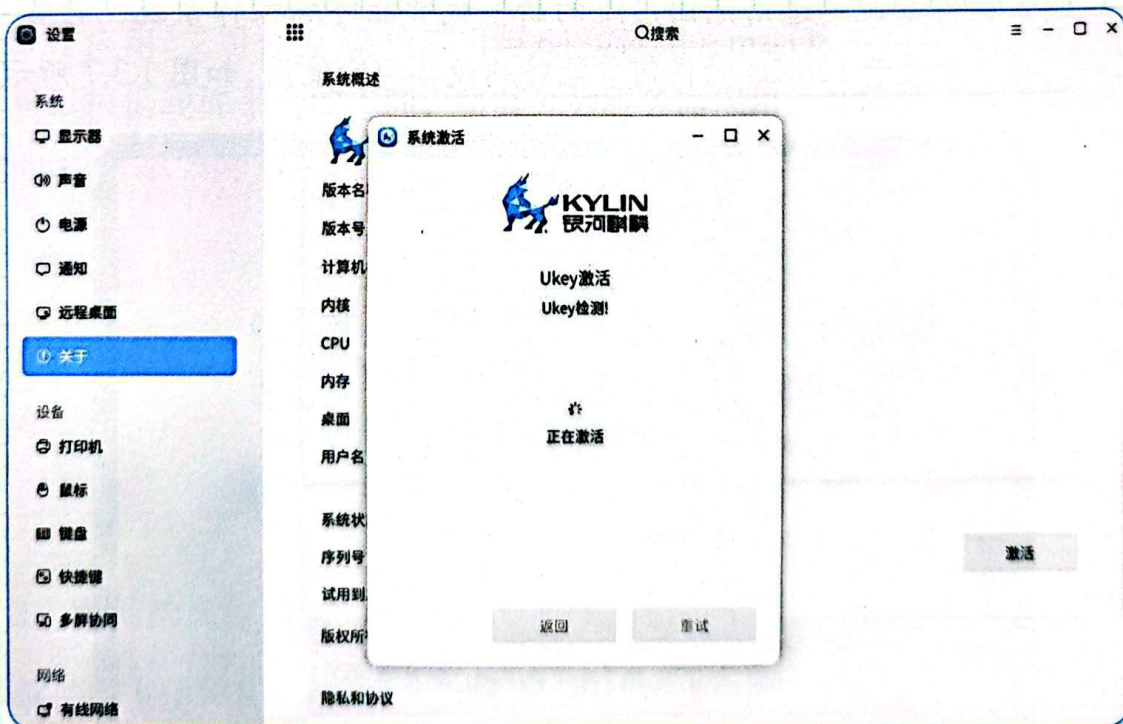 设置
搜索
系统
显示器
声音
电源
通知
远程桌面
关于
设备
打印机
鼠标
键盘
快捷键
多屏协同
网络
有线网络
系统概述
版本名
版本号
计算机
内核
CPU
内存
桌面
用户名
系统状
序列号
试用到
版权所
隐私和协议
激活
系统激活
KYLIN
银河麒麟
Ukey激活
Ukey检测!
正在激活
返回
重试